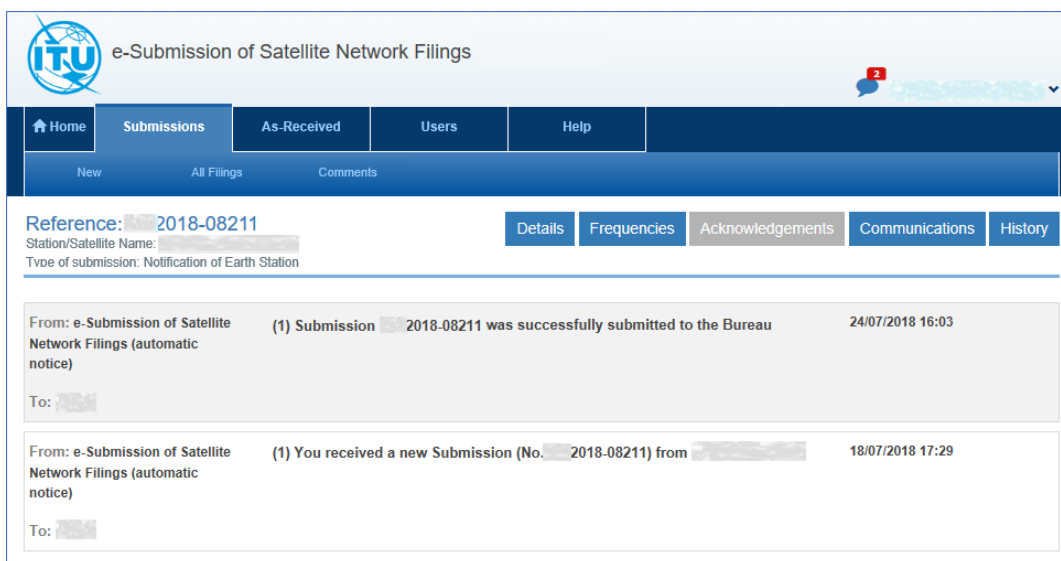 ITU
e-Submission of Satellite Network Filings
2
Home Submissions As-Received Users Help
New All Filings Comments
Reference: 2018-08211
Details Frequencies Acknowledgements Communications History
Station/Satellite Name:
Type of submission: Notification of Earth Station
From: e-Submission of Satellite (1) Submission 2018-08211 was successfully submitted to the Bureau 24/07/2018 16:03
Network Filings (automatic
notice)
To:
From: e-Submission of Satellite (1) You received a new Submission (No. 2018-08211) from 18/07/2018 17:29
Network Filings (automatic
notice)
To: